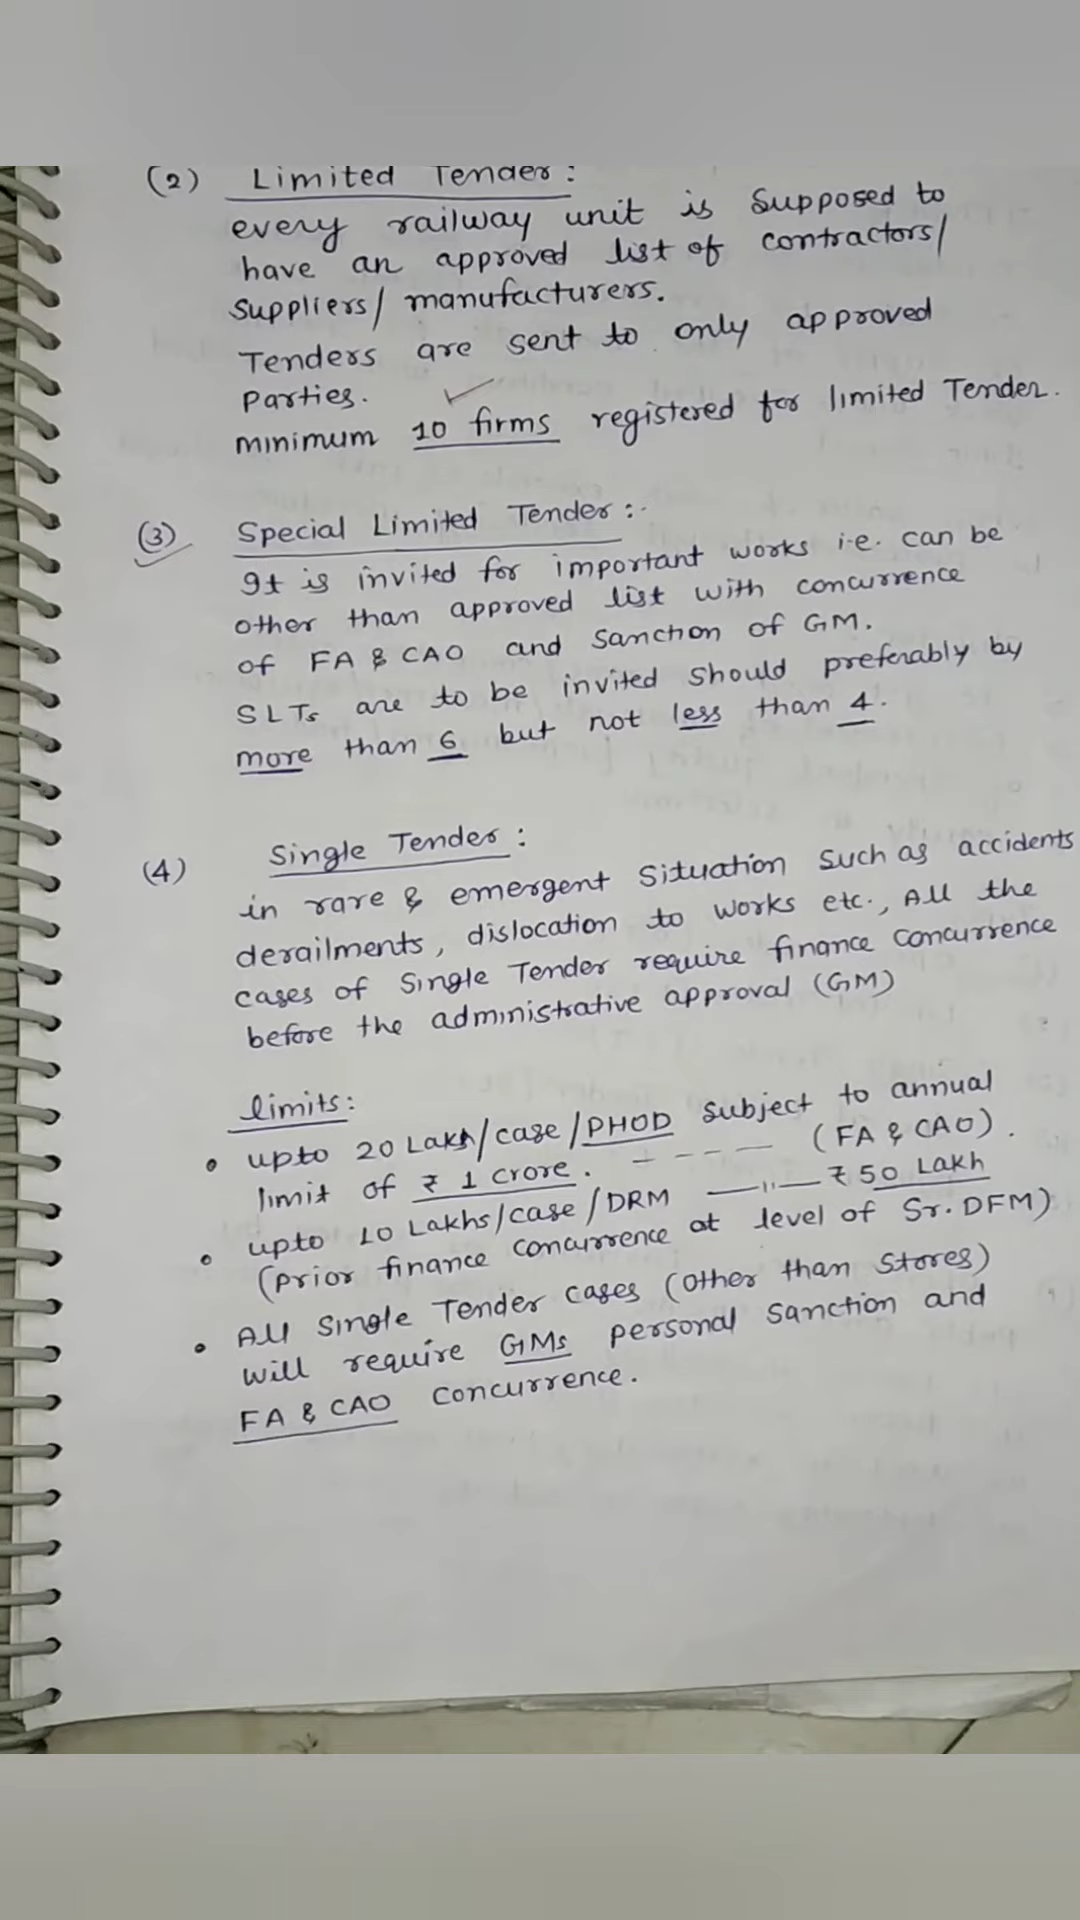 (2) Limited Tender:
every railway unit is supposed to
have an approved list of contractors/
suppliers/ manufacturers.
Tenders are sent to only approved
Parties.
minimum 10 firms registered for limited Tender.
(3) Special Limited Tender:-
It is invited for important works i.e. can be
other than approved list with concurrence
of FA & CAO and sanction of GM.
SLTs are to be invited should preferably by
more than 6 but not less than 4.
(4) Single Tender:
in rare & emergent situation such as accidents
derailments, dislocation to works etc., All the
cases of Single Tender require finance concurrence
before the administrative approval (GM)
limits:
• upto 20 Lakh/case/PHOD subject to annual
limit of ₹ 1 crore. - - - - - (FA & CAO).
• upto 10 Lakhs/case/DRM —"— ₹ 50 Lakh
(prior finance concurrence at level of Sr. DFM)
• All Single Tender cases (other than stores)
will require GMs personal sanction and
FA & CAO concurrence.